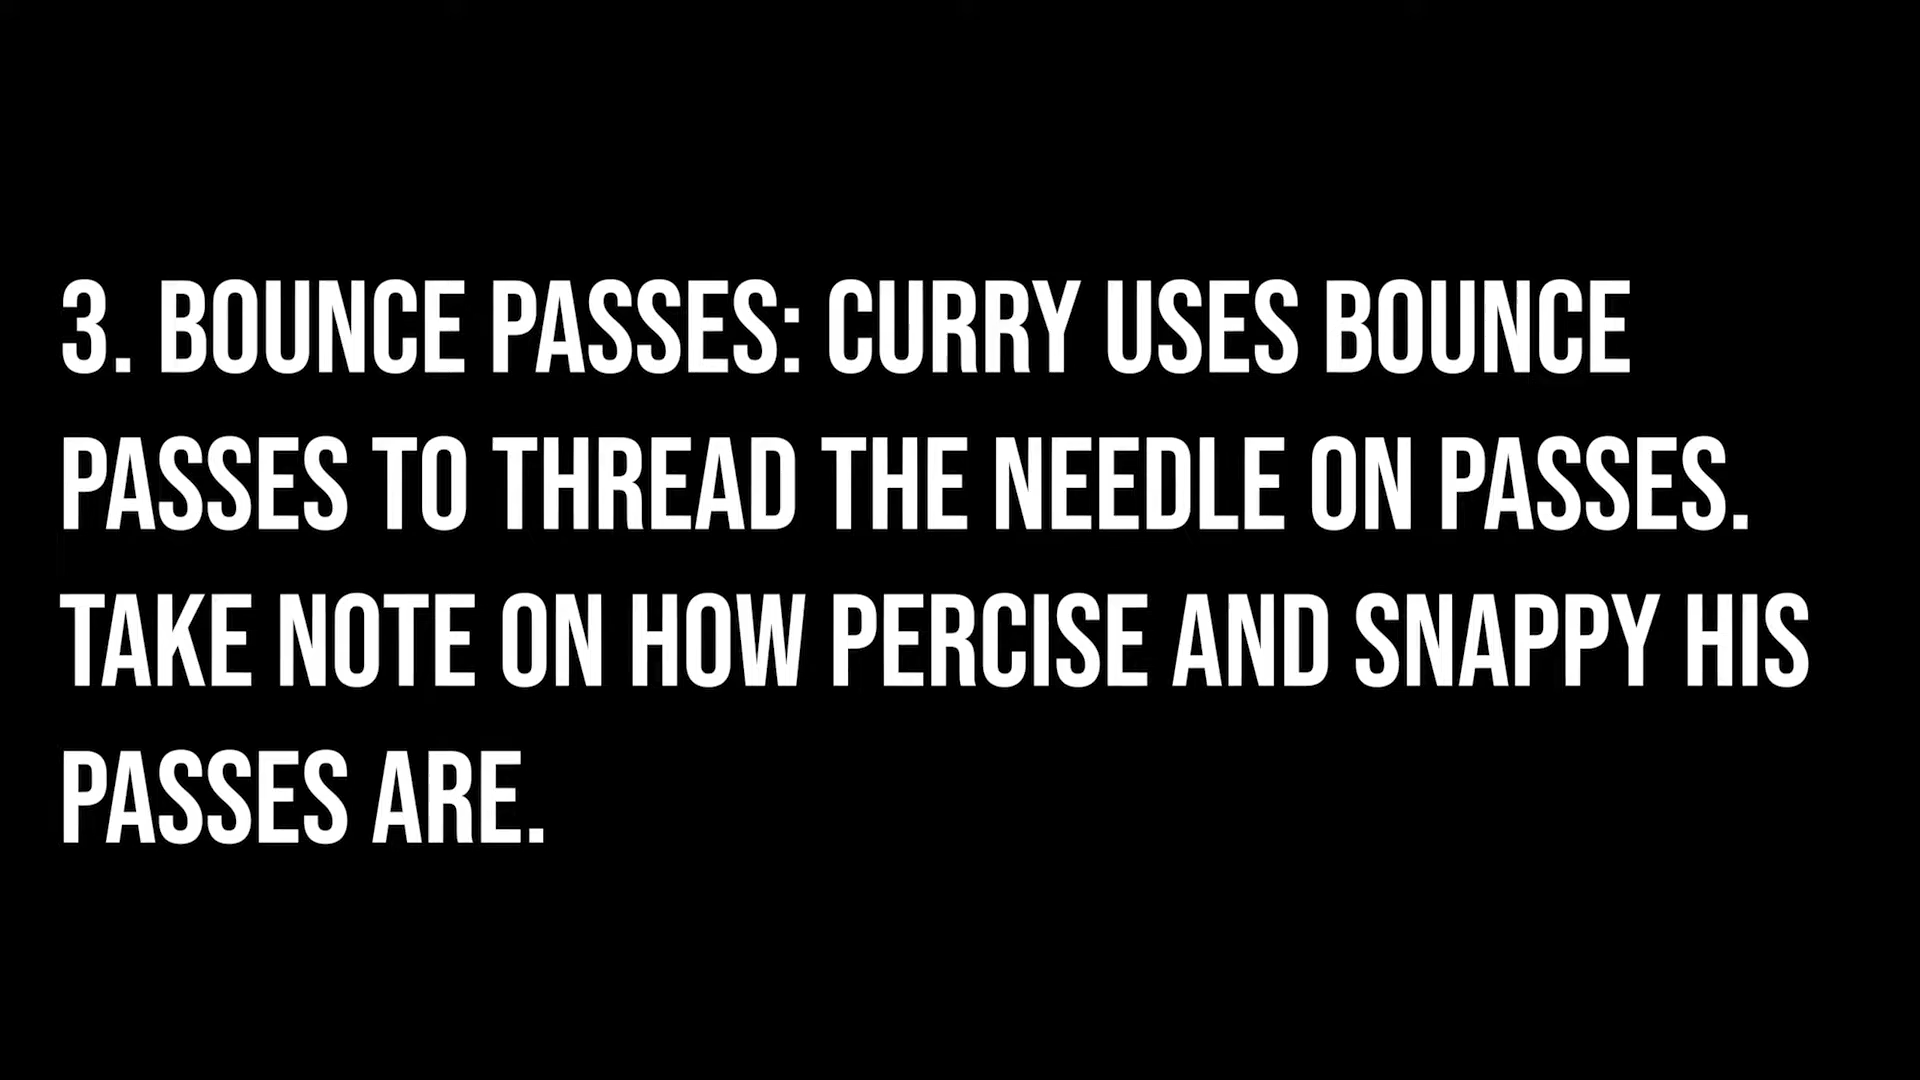 3. BOUNCE PASSES: CURRY USES BOUNCE
PASSES TO THREAD THE NEEDLE ON PASSES.
TAKE NOTE ON HOW PERCISE AND SNAPPY HIS
PASSES ARE.